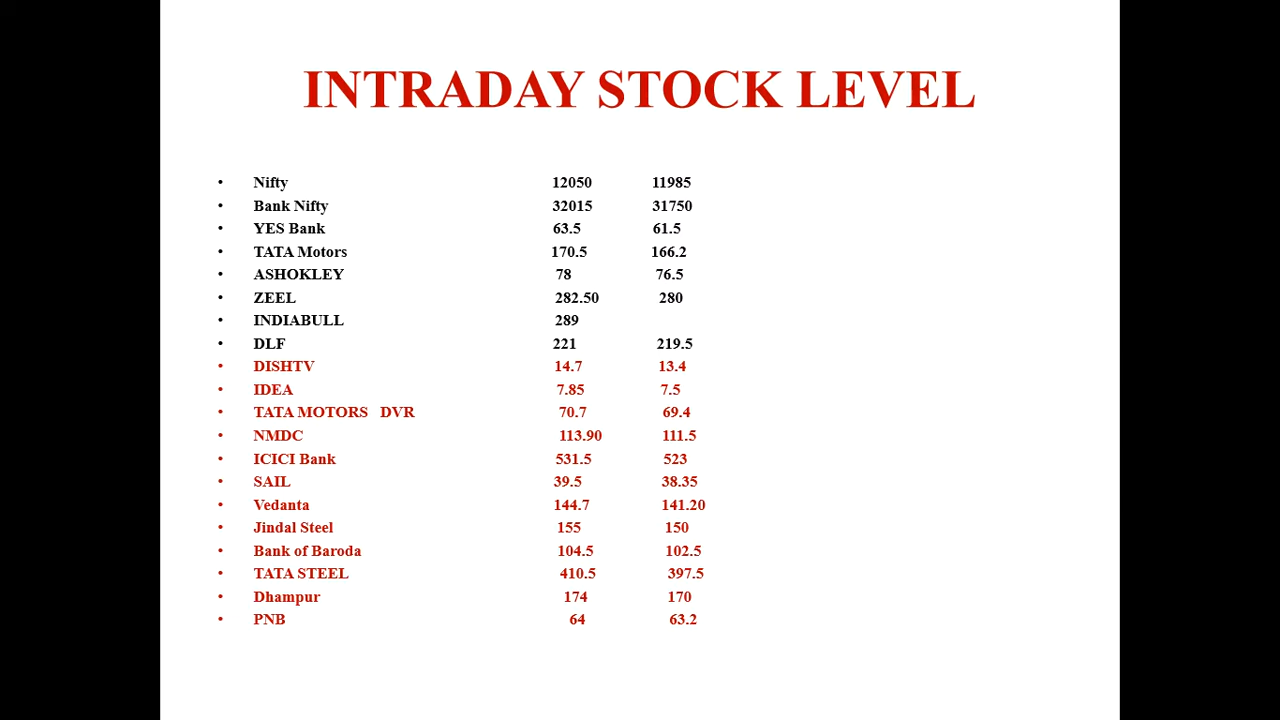 INTRADAY STOCK LEVEL
• Nifty 12050 11985
• Bank Nifty 32015 31750
• YES Bank 63.5 61.5
• TATA Motors 170.5 166.2
• ASHOKLEY 78 76.5
• ZEEL 282.50 280
• INDIABULL 289
• DLF 221 219.5
• DISHTV 14.7 13.4
• IDEA 7.85 7.5
• TATA MOTORS DVR 70.7 69.4
• NMDC 113.90 111.5
• ICICI Bank 531.5 523
• SAIL 39.5 38.35
• Vedanta 144.7 141.20
• Jindal Steel 155 150
• Bank of Baroda 104.5 102.5
• TATA STEEL 410.5 397.5
• Dhampur 174 170
• PNB 64 63.2